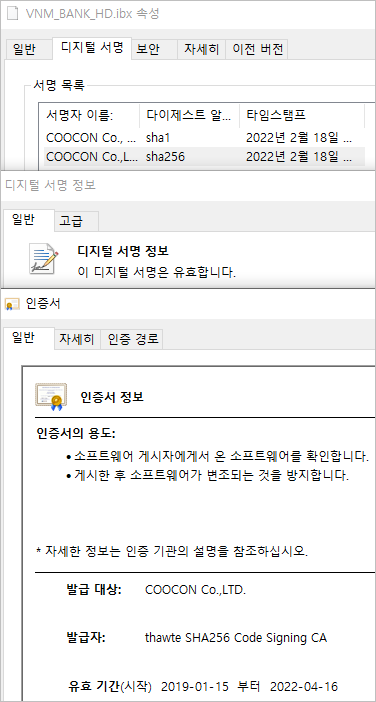 VNM_BANK_HD.ibx 속성
일반 디지털 서명 보안 자세히 이전 버전
서명 목록
서명자 이름: 다이제스트 알... 타임스탬프
COOCON Co., ... sha1 2022년 2월 18일 ...
COOCON Co.,L... sha256 2022년 2월 18일 ...
디지털 서명 정보
일반 고급
디지털 서명 정보
이 디지털 서명은 유효합니다.
인증서
일반 자세히 인증 경로
인증서 정보
인증서의 용도:
• 소프트웨어 게시자에게서 온 소프트웨어를 확인합니다.
• 게시한 후 소프트웨어가 변조되는 것을 방지합니다.
* 자세한 정보는 인증 기관의 설명을 참조하십시오.
발급 대상: COOCON Co.,LTD.
발급자: thawte SHA256 Code Signing CA
유효 기간(시작) 2019-01-15 부터 2022-04-16